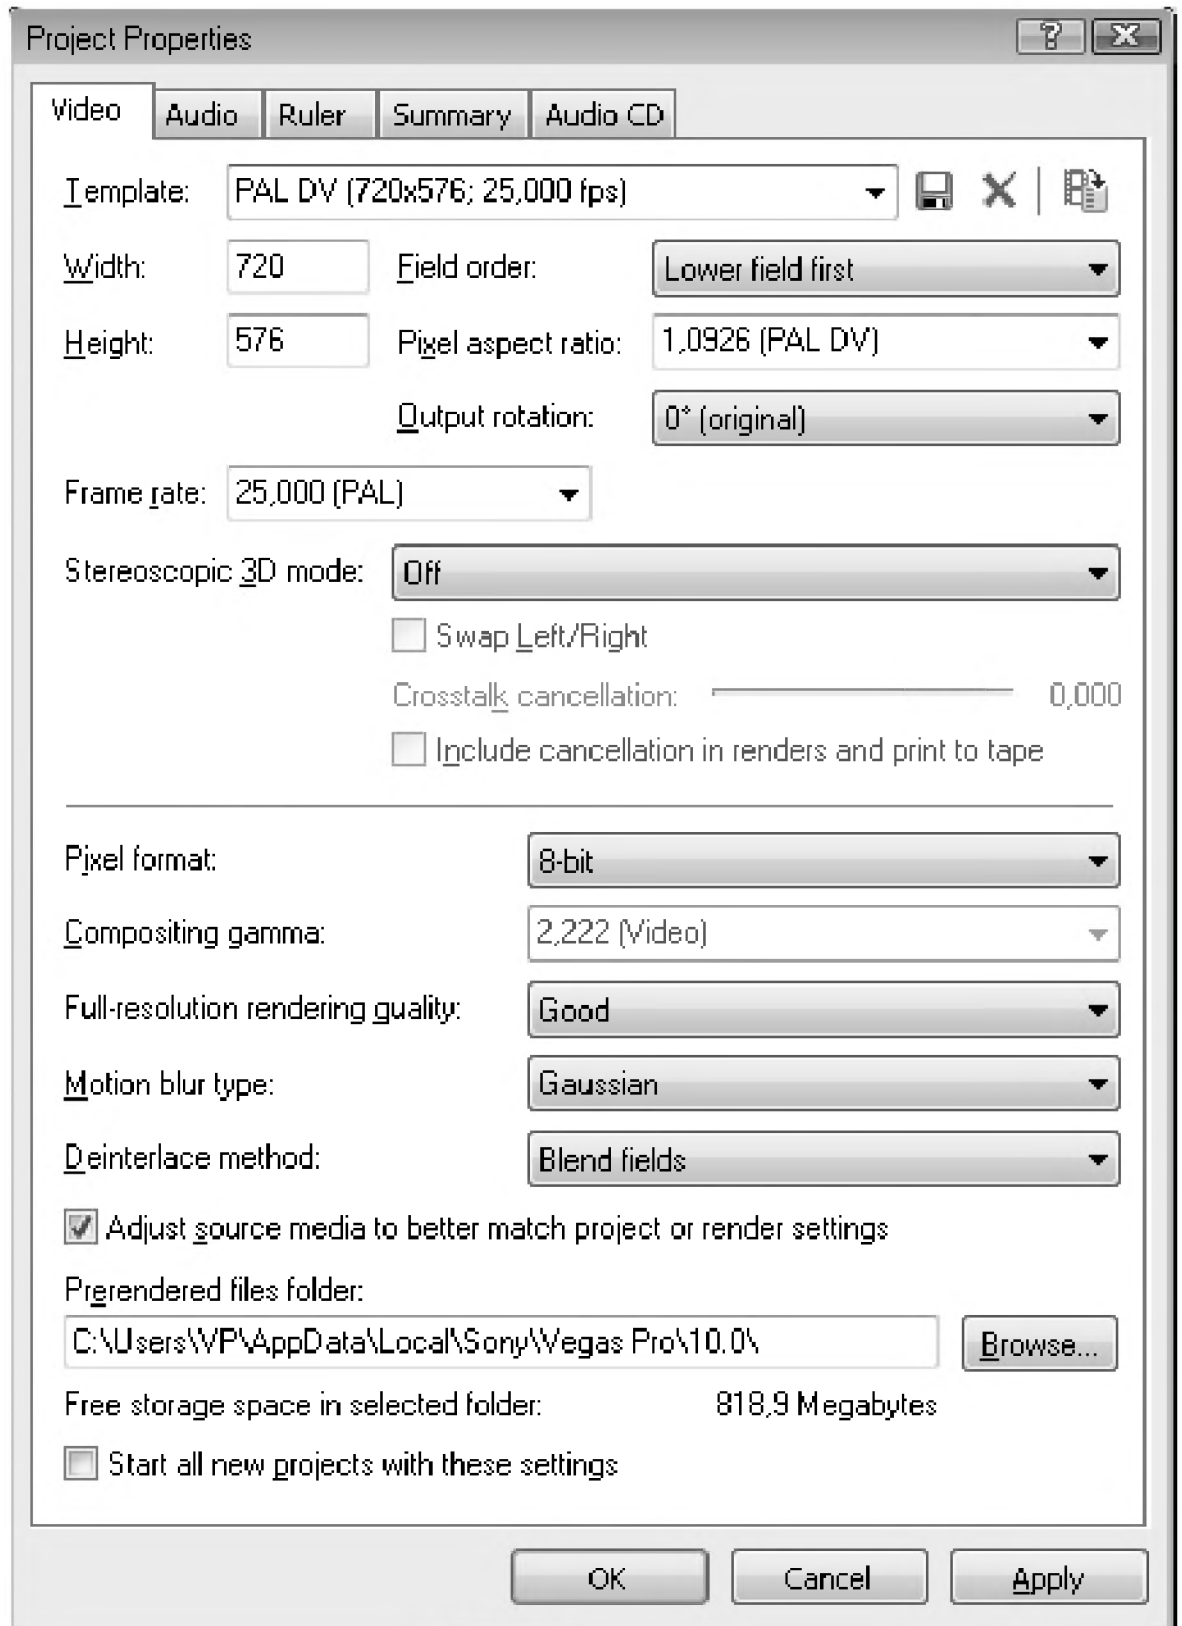 Project Properties
Video Audio Ruler Summary Audio CD
Template: PAL DV (720x576; 25,000 fps)
Width: 720 Field order: Lower field first
Height: 576 Pixel aspect ratio: 1,0926 (PAL DV)
Output rotation: 0° (original)
Frame rate: 25,000 (PAL)
Stereoscopic 3D mode: Off
Swap Left/Right
Crosstalk cancellation: 0,000
Include cancellation in renders and print to tape
Pixel format: 8-bit
Compositing gamma: 2,222 (Video)
Full-resolution rendering quality: Good
Motion blur type: Gaussian
Deinterlace method: Blend fields
Adjust source media to better match project or render settings
Prerendered files folder:
C:\Users\VP\AppData\Local\Sony\Vegas Pro\10.0\ Browse...
Free storage space in selected folder: 818,9 Megabytes
Start all new projects with these settings
OK Cancel Apply